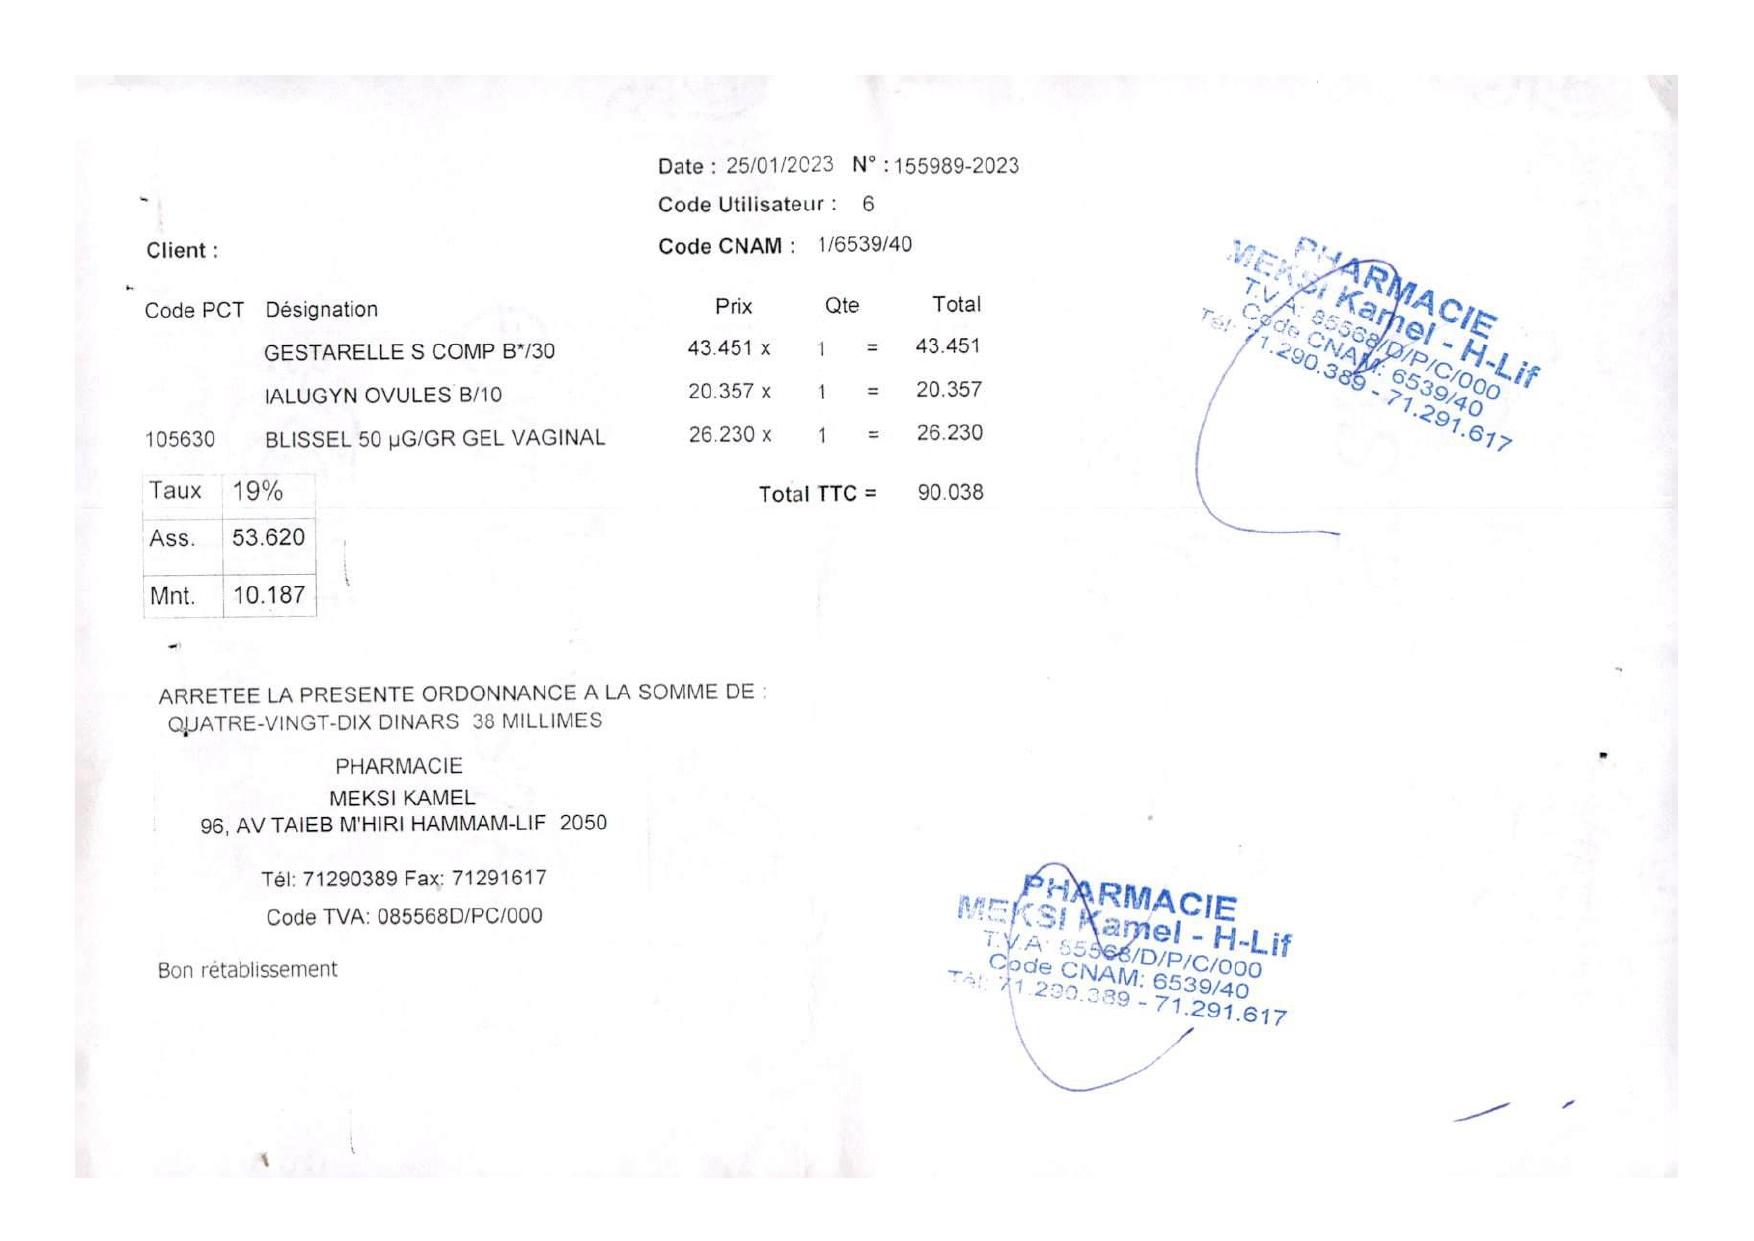 Date : 25/01/2023 N° : 155989-2023
Code Utilisateur : 6
Client :
Code CNAM : 1/6539/40
Code PCT Désignation Prix Qte Total
GESTARELLE S COMP B*/30 43.451 x 1 = 43.451
IALUGYN OVULES B/10 20.357 x 1 = 20.357
105630 BLISSEL 50 µG/GR GEL VAGINAL 26.230 x 1 = 26.230
Taux 19%
Total TTC = 90.038
Ass. 53.620
Mnt. 10.187
PHARMACIE
MEKSI Kamel - H-Lif
T.V.A: 85568/D/P/C/000
Code CNAM: 6539/40
Tél: 71.290.389 - 71.291.617
ARRETEE LA PRESENTE ORDONNANCE A LA SOMME DE :
QUATRE-VINGT-DIX DINARS 38 MILLIMES
PHARMACIE
MEKSI KAMEL
96, AV TAIEB M'HIRI HAMMAM-LIF 2050
Tél: 71290389 Fax: 71291617
Code TVA: 085568D/PC/000
Bon rétablissement
PHARMACIE
MEKSI Kamel - H-Lif
T.V.A: 85568/D/P/C/000
Code CNAM: 6539/40
Tél: 71.290.389 - 71.291.617